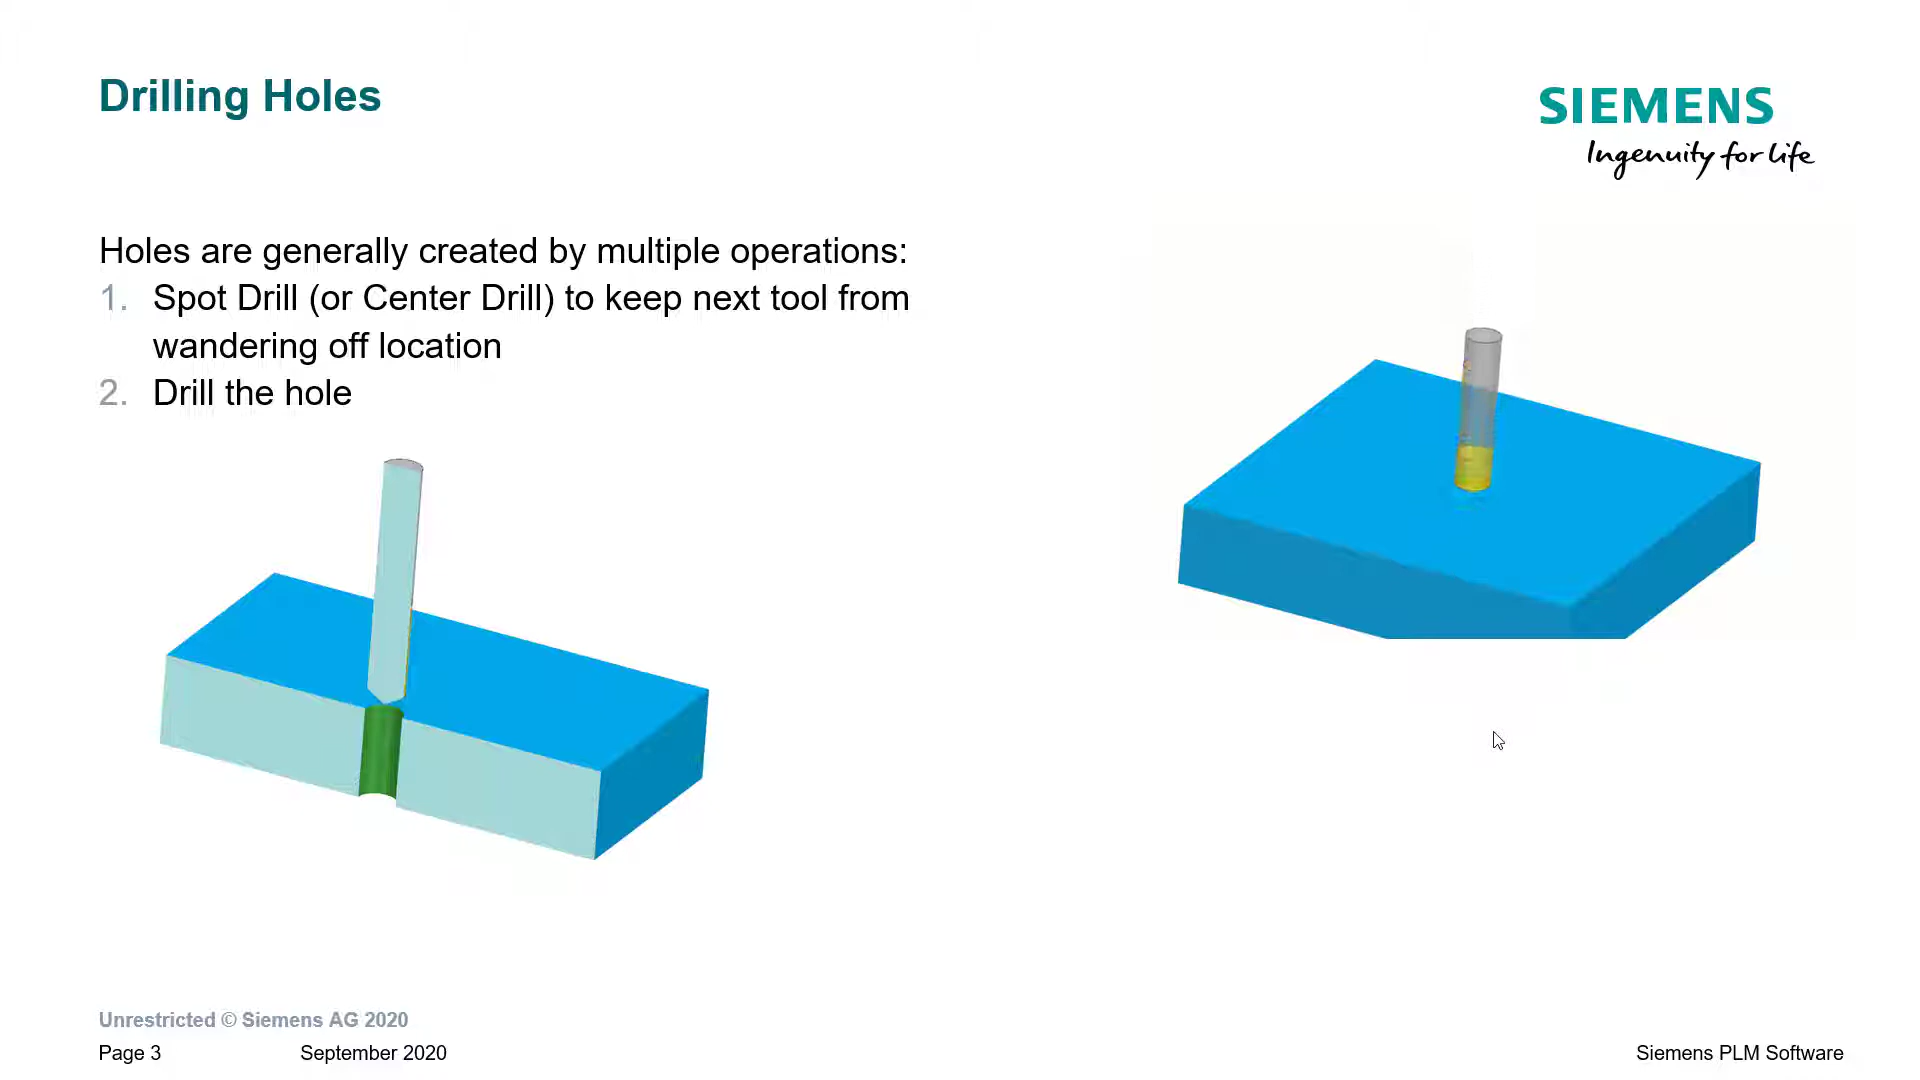 Drilling Holes
SIEMENS
Ingenuity for life
Holes are generally created by multiple operations:
1. Spot Drill (or Center Drill) to keep next tool from
wandering off location
2. Drill the hole
Unrestricted © Siemens AG 2020
Page 3 September 2020 Siemens PLM Software